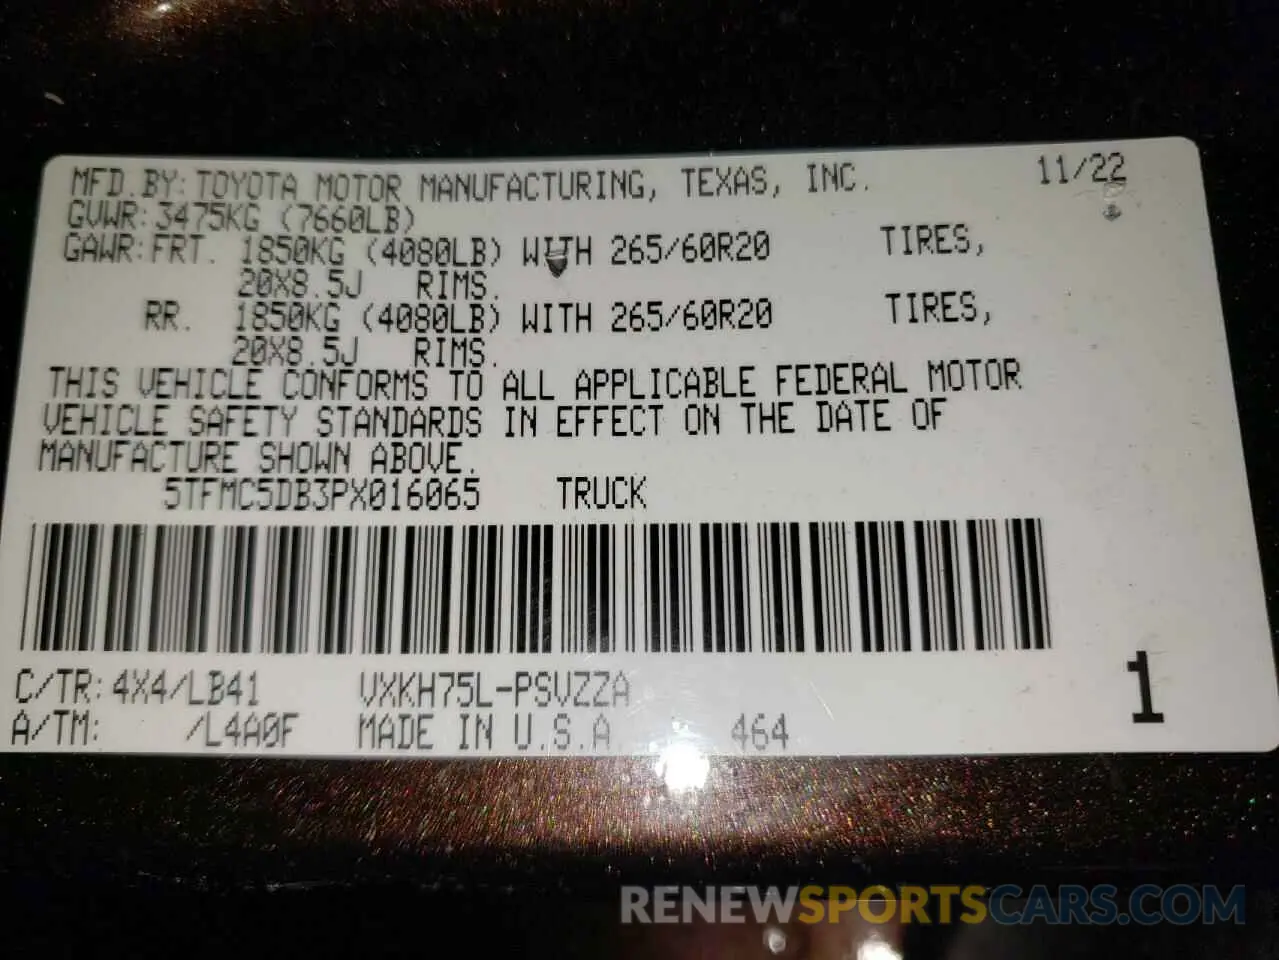 MFD.BY:TOYOTA MOTOR MANUFACTURING, TEXAS, INC. 11/22
GVWR:3475KG (7660LB)
GAWR:FRT. 1850KG (4080LB) WITH 265/60R20 TIRES,
20X8.5J RIMS.
RR. 1850KG (4080LB) WITH 265/60R20 TIRES,
20X8.5J RIMS.
THIS VEHICLE CONFORMS TO ALL APPLICABLE FEDERAL MOTOR
VEHICLE SAFETY STANDARDS IN EFFECT ON THE DATE OF
MANUFACTURE SHOWN ABOVE.
5TFMC5DB3PX016065 TRUCK
C/TR:4X4/LB41 VXKH75L-PSVZZA
A/TM: /L4A0F MADE IN U.S.A. 464
1
RENEWSPORTSCARS.COM